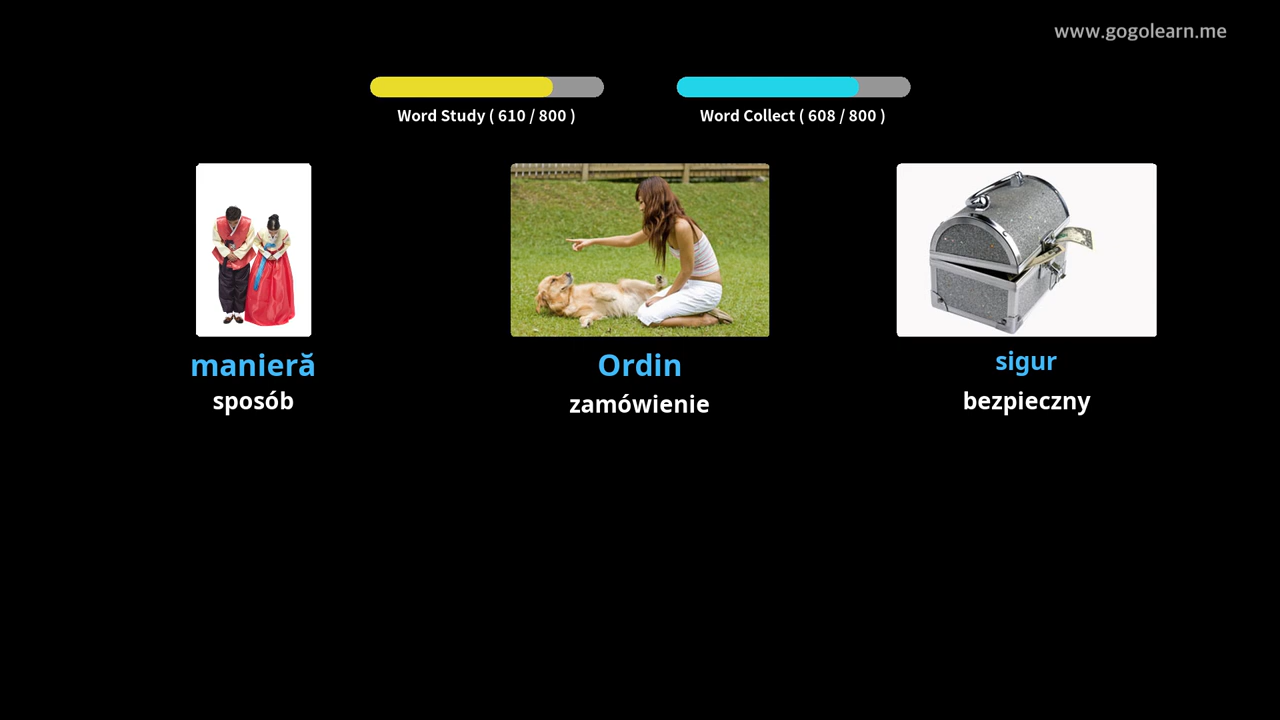 www.gogolearn.me
Word Study ( 610 / 800 )
Word Collect ( 608 / 800 )
manieră
sposób
Ordin
zamówienie
sigur
bezpieczny